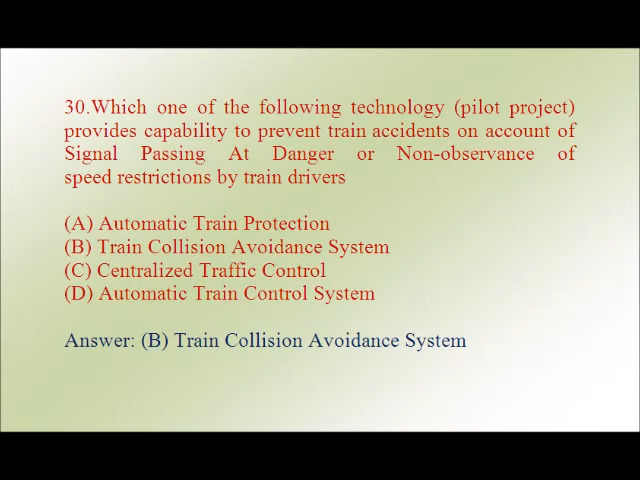 30.Which one of the following technology (pilot project)
provides capability to prevent train accidents on account of
Signal Passing At Danger or Non-observance of
speed restrictions by train drivers
(A) Automatic Train Protection
(B) Train Collision Avoidance System
(C) Centralized Traffic Control
(D) Automatic Train Control System
Answer: (B) Train Collision Avoidance System